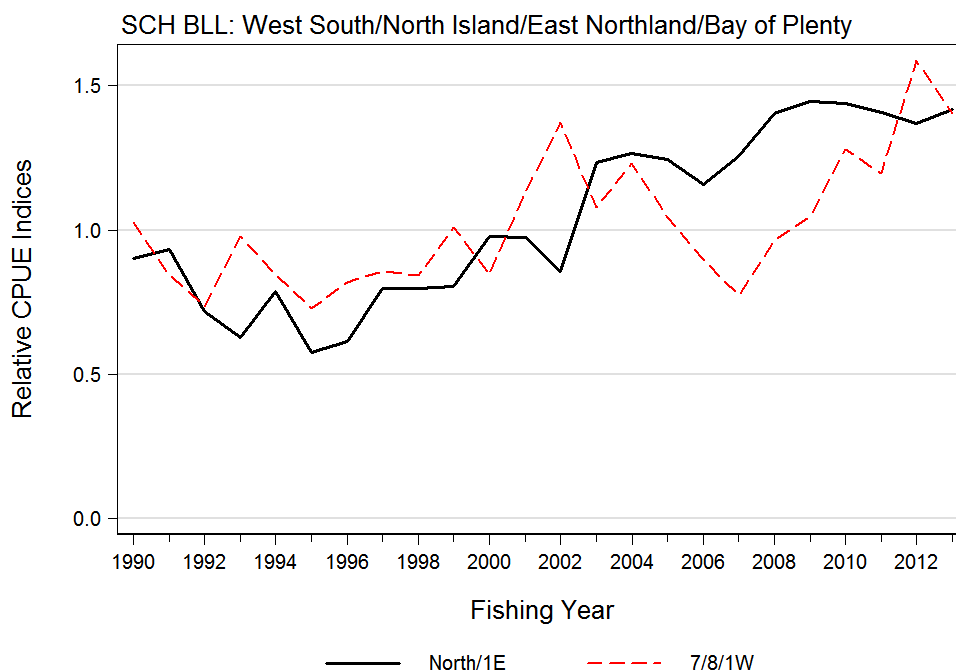 SCH BLL: West South/North Island/East Northland/Bay of Plenty
Relative CPUE Indices
1.5
1.0
0.5
0.0
1990 1992 1994 1996 1998 2000 2002 2004 2006 2008 2010 2012
Fishing Year
North/1E 7/8/1W